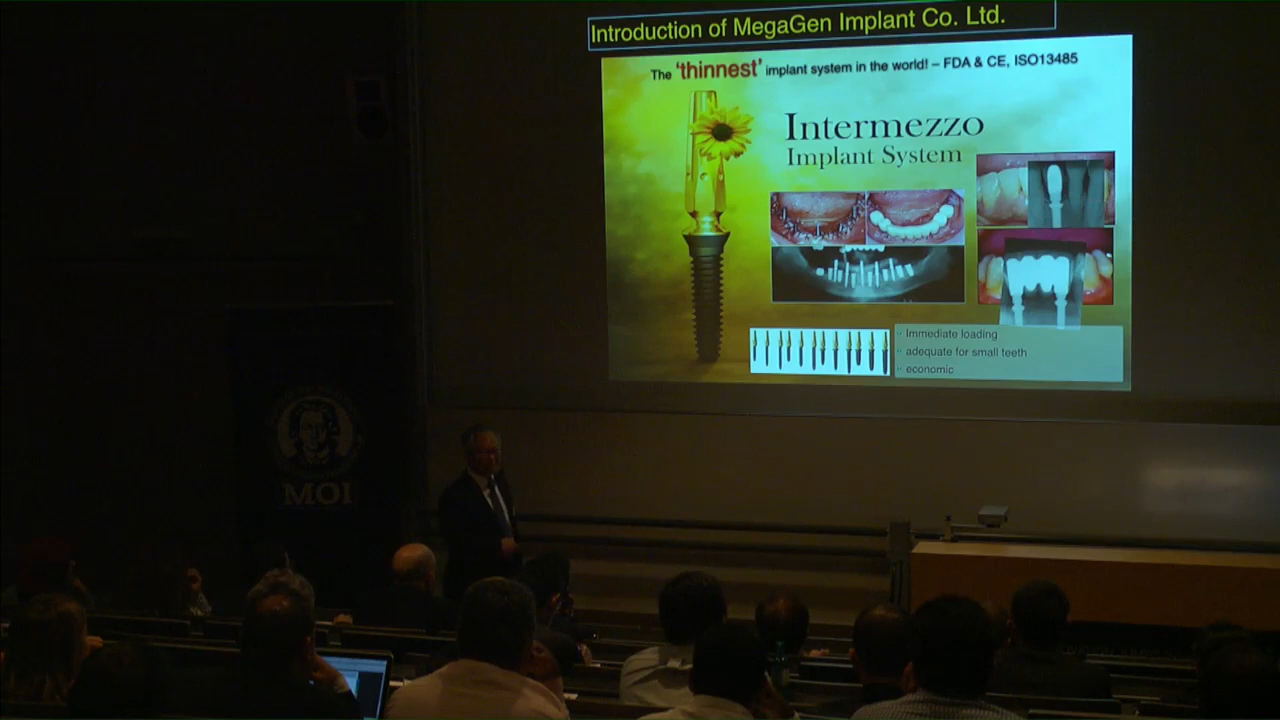 Introduction of MegaGen Implant Co. Ltd.
The 'thinnest' implant system in the world! – FDA & CE, ISO13485
Intermezzo
Implant System
Immediate loading
adequate for small teeth
economic
MOI